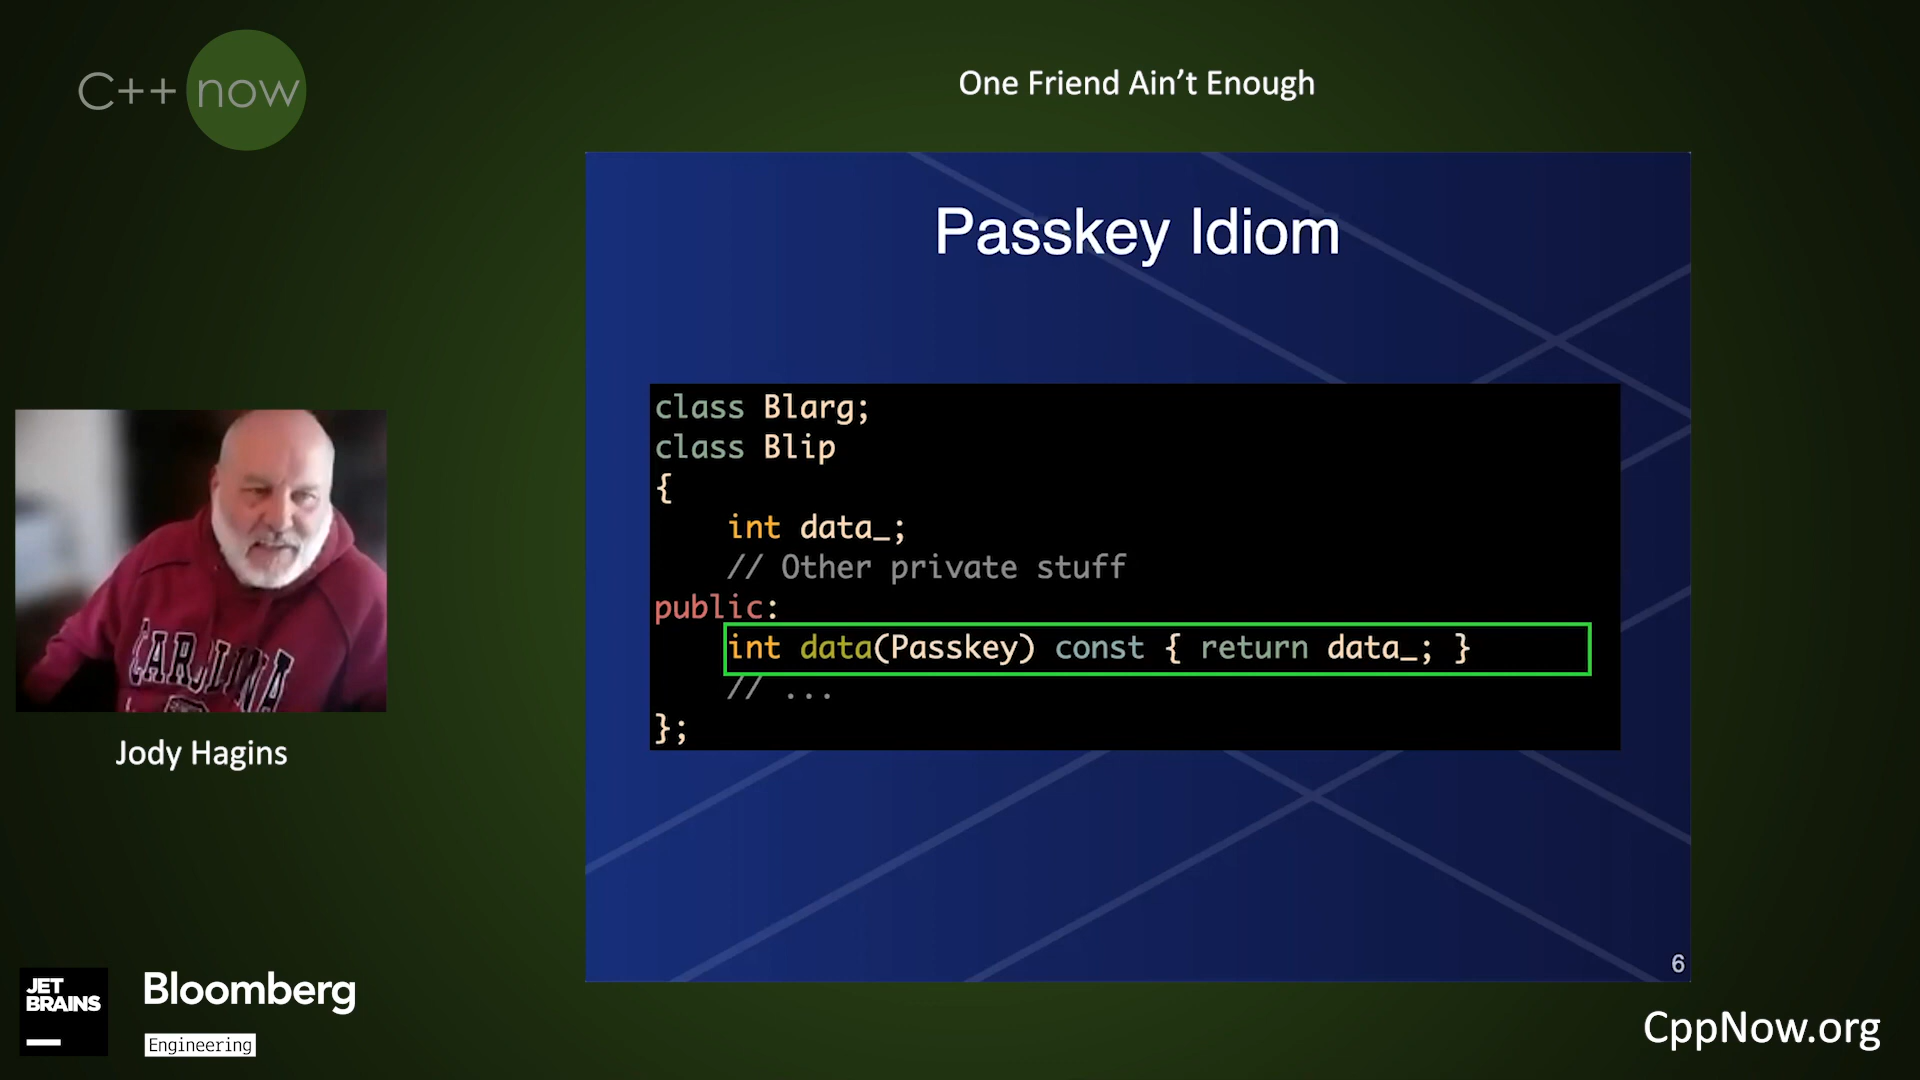 C++ now
One Friend Ain't Enough
Passkey Idiom
class Blarg;
class Blip
{
    int data_;
    // Other private stuff
public:
    int data(Passkey) const { return data_; }
    // ...
};
6
CAROLINA
Jody Hagins
JET
BRAINS
Bloomberg
Engineering
CppNow.org